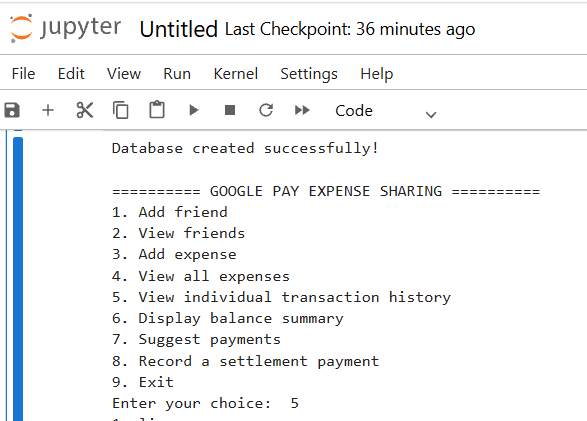 jupyter Untitled Last Checkpoint: 36 minutes ago
File Edit View Run Kernel Settings Help
Code
Database created successfully!
========== GOOGLE PAY EXPENSE SHARING ==========
1. Add friend
2. View friends
3. Add expense
4. View all expenses
5. View individual transaction history
6. Display balance summary
7. Suggest payments
8. Record a settlement payment
9. Exit
Enter your choice:  5